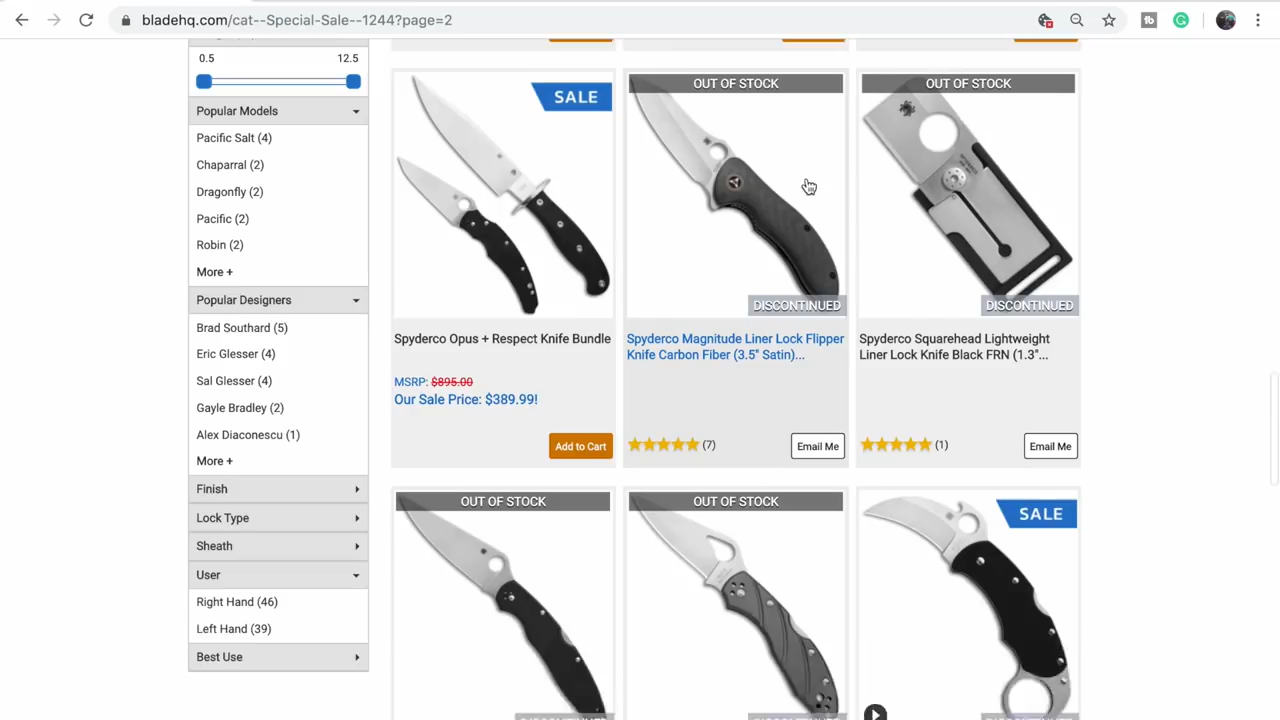 bladehq.com/cat--Special-Sale--1244?page=2
0.5 12.5
Popular Models
Pacific Salt (4)
Chaparral (2)
Dragonfly (2)
Pacific (2)
Robin (2)
More +
Popular Designers
Brad Southard (5)
Eric Glesser (4)
Sal Glesser (4)
Gayle Bradley (2)
Alex Diaconescu (1)
More +
Finish
Lock Type
Sheath
User
Right Hand (46)
Left Hand (39)
Best Use
SALE
Spyderco Opus + Respect Knife Bundle
MSRP: $895.00
Our Sale Price: $389.99!
Add to Cart
OUT OF STOCK
DISCONTINUED
Spyderco Magnitude Liner Lock Flipper
Knife Carbon Fiber (3.5" Satin)...
(7)
Email Me
OUT OF STOCK
DISCONTINUED
Spyderco Squarehead Lightweight
Liner Lock Knife Black FRN (1.3"...
(1)
Email Me
OUT OF STOCK
OUT OF STOCK
SALE